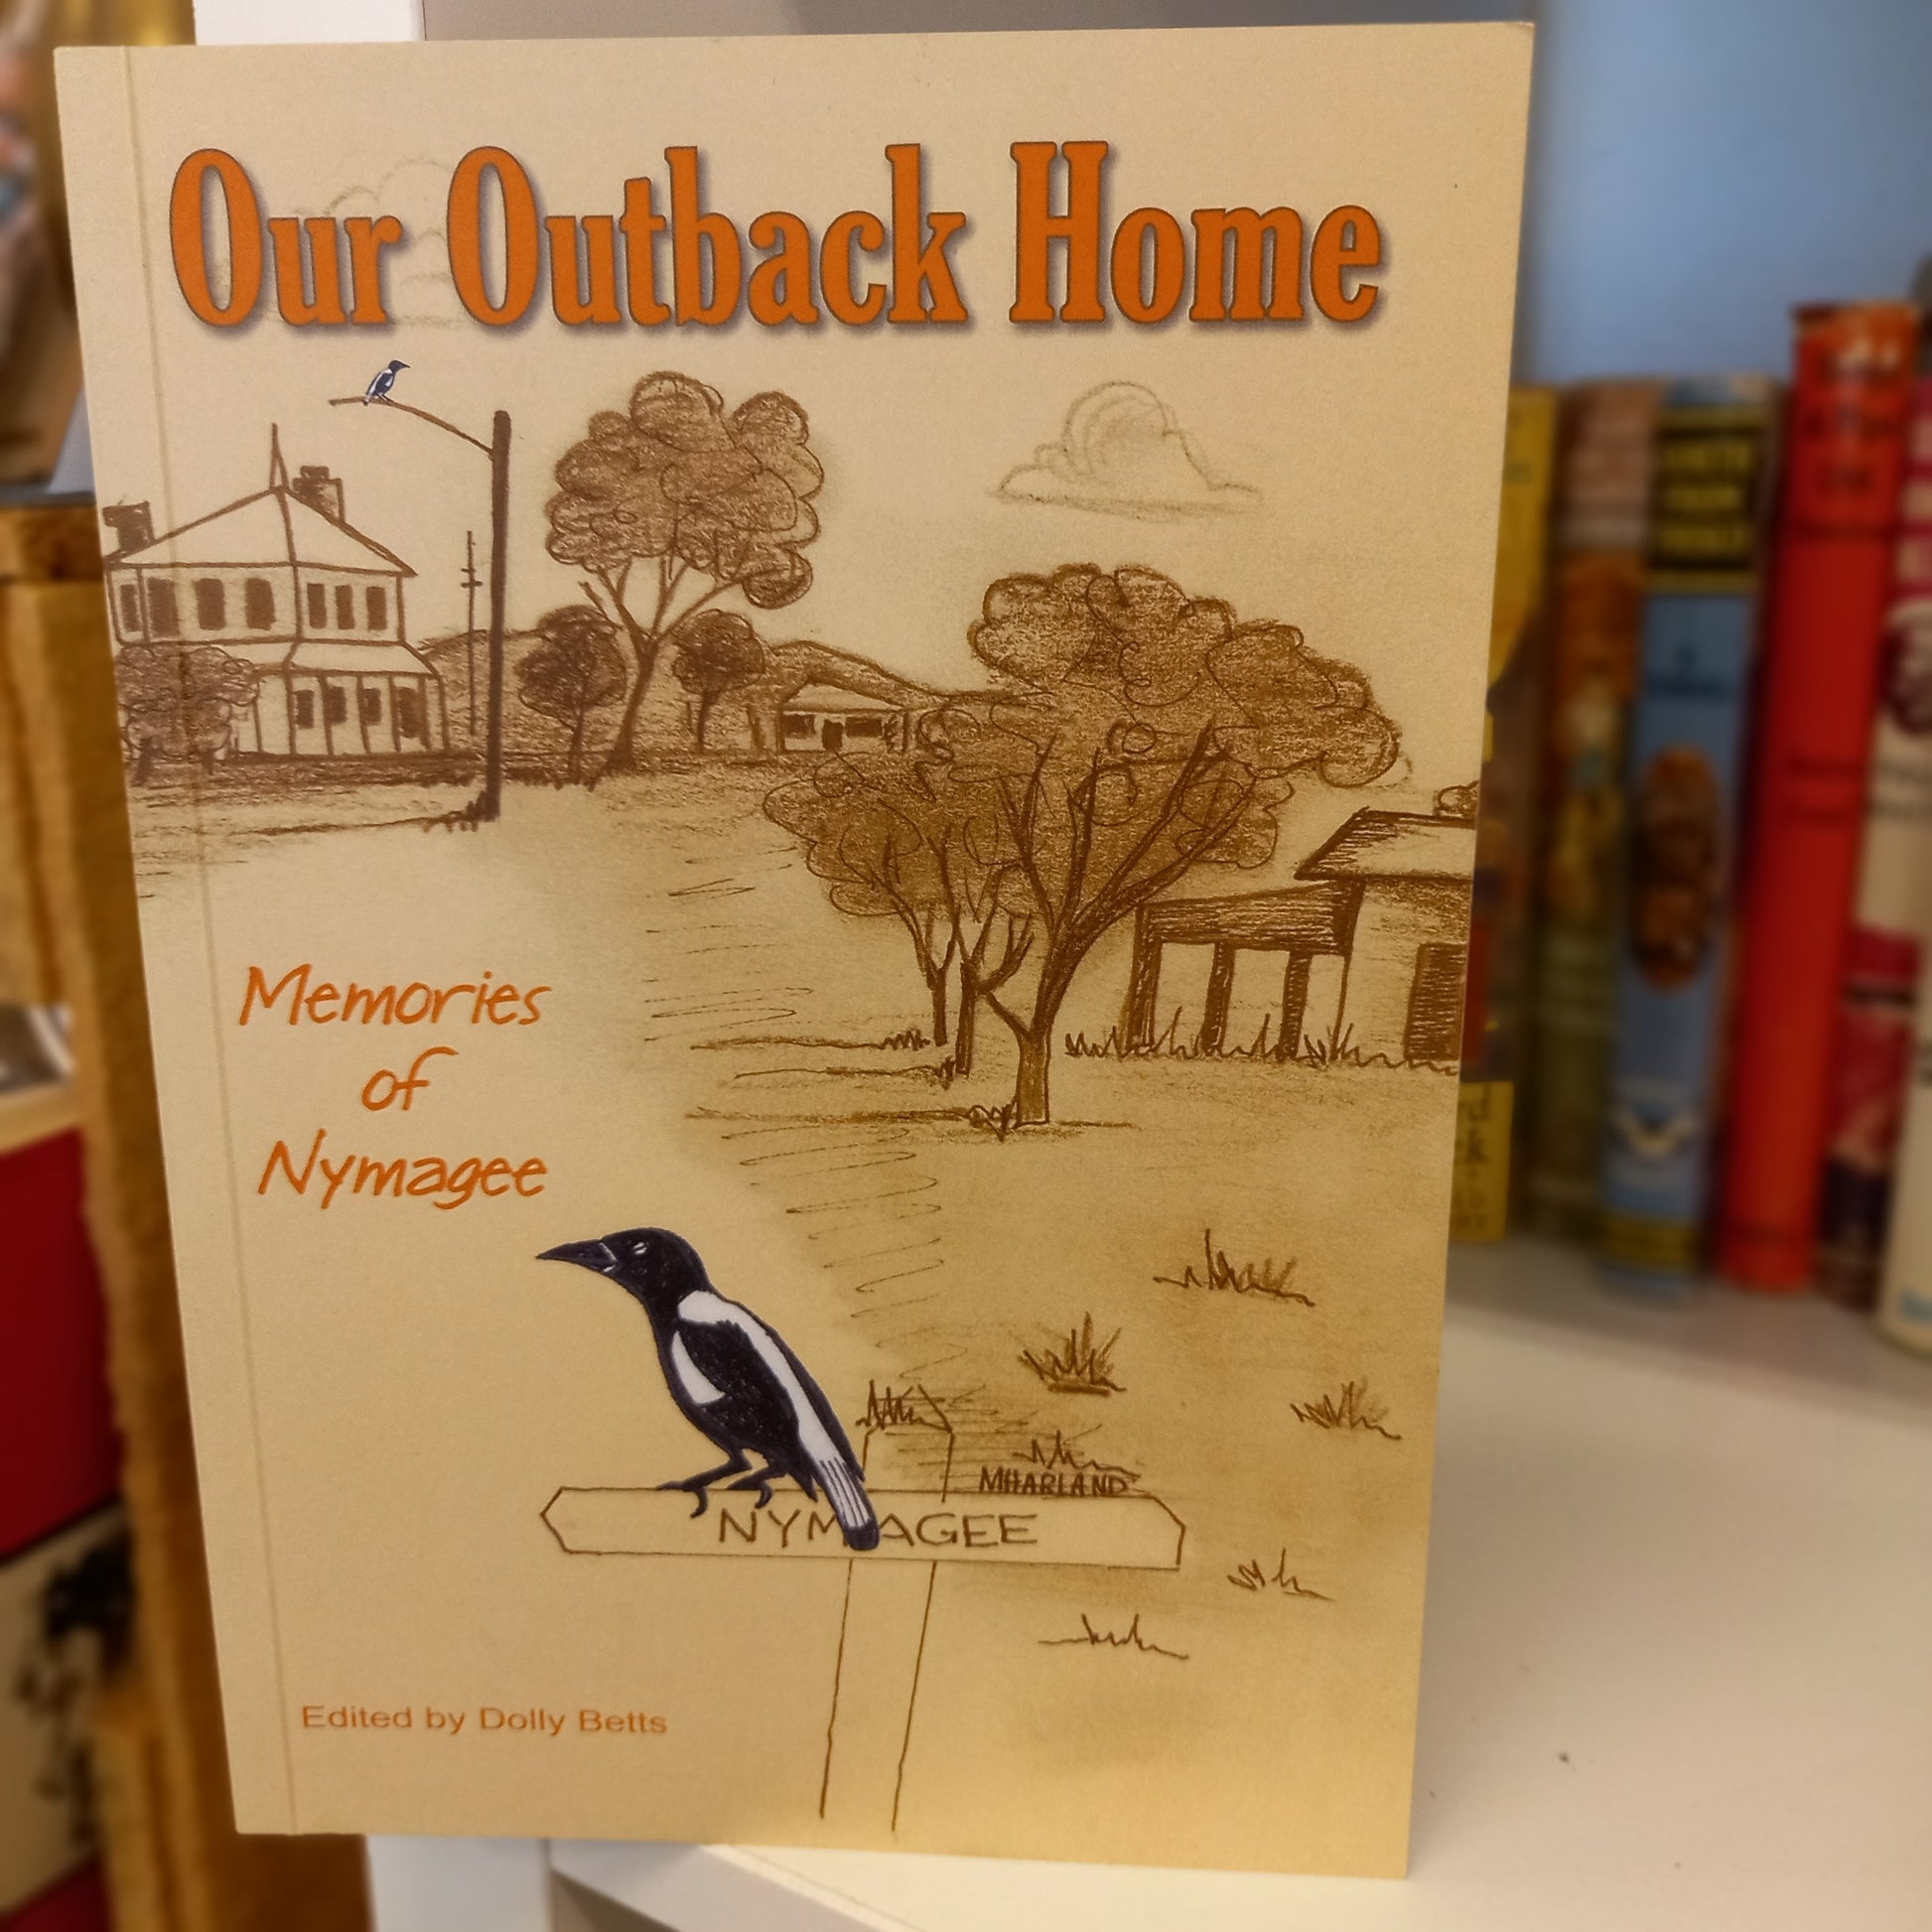 Our Outback Home
Memories
of
Nymagee
MHARLAND
NYMAGEE
Edited by Dolly Betts